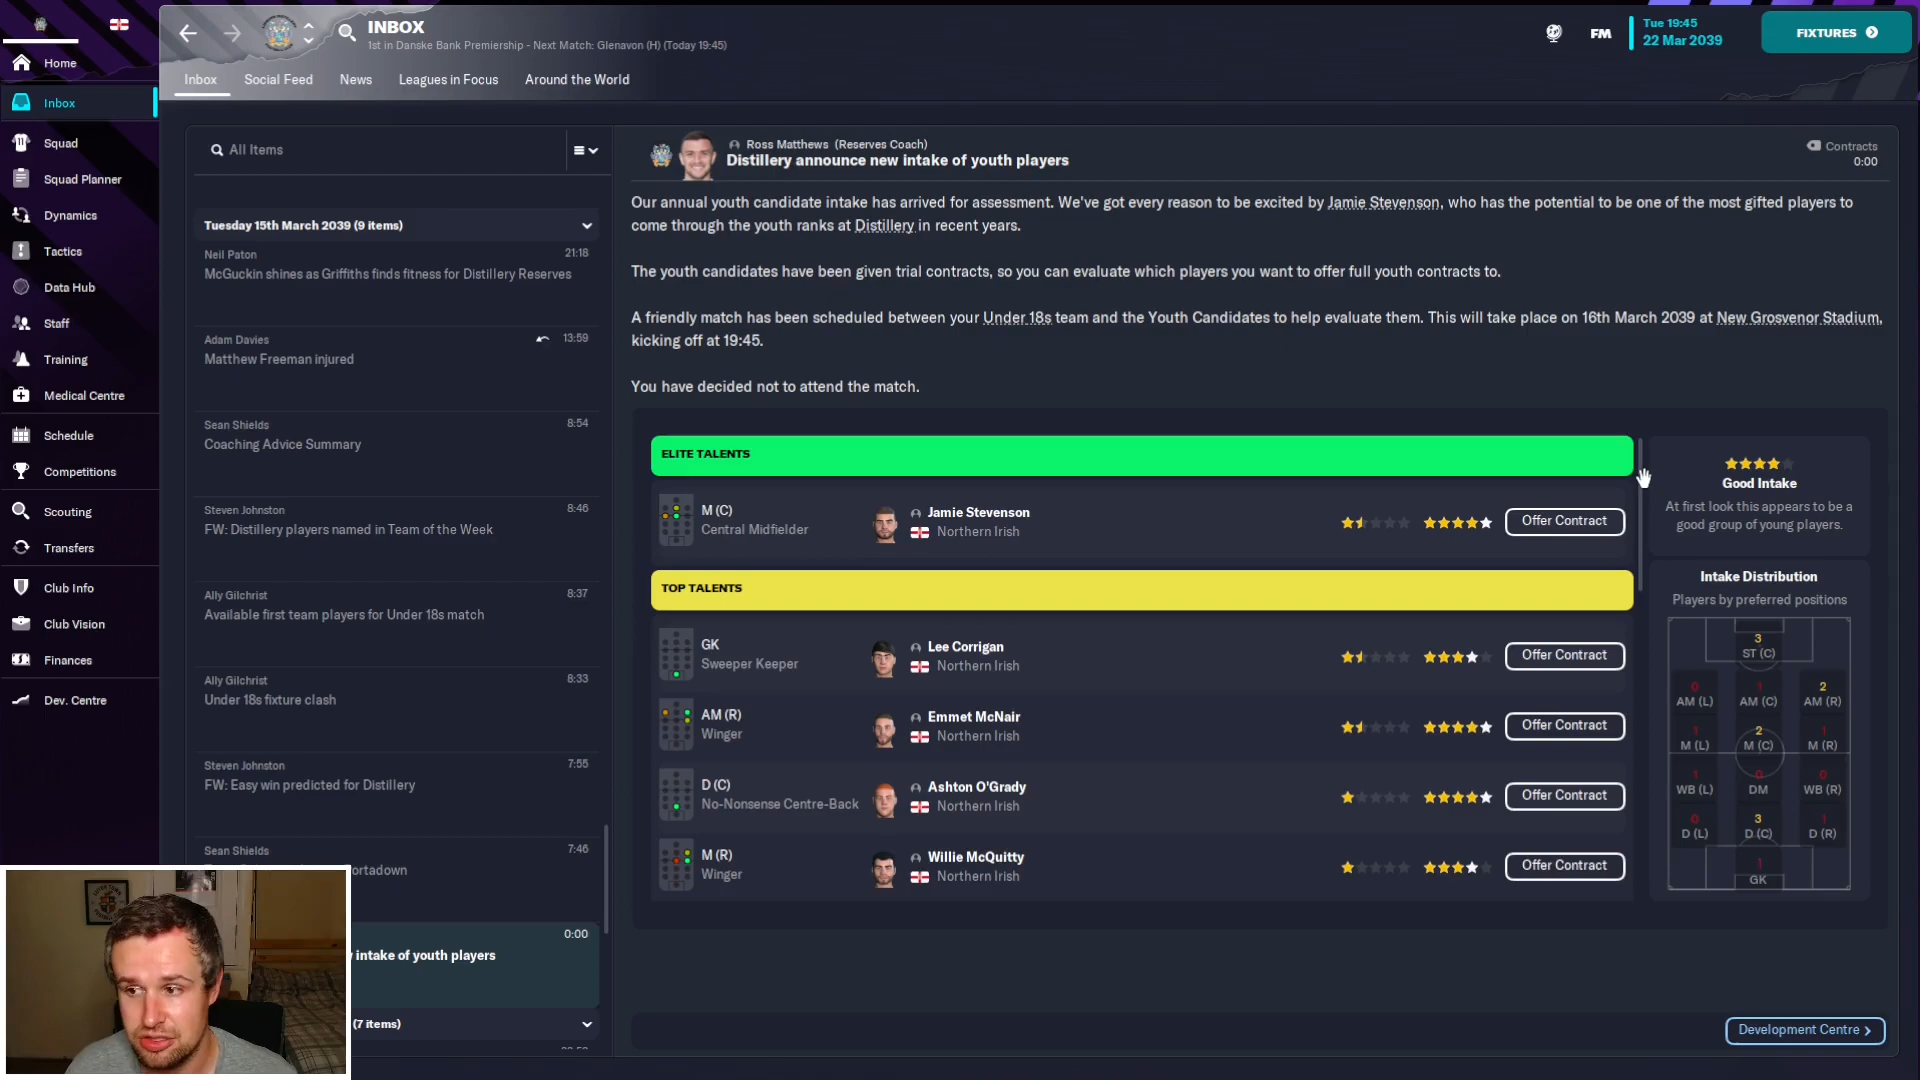 INBOX
1st in Danske Bank Premiership - Next Match: Glenavon (H) (Today 19:45)
FM
Tue 19:45
22 Mar 2039
FIXTURES
Inbox
Social Feed
News
Leagues in Focus
Around the World
Home
Inbox
Squad
Squad Planner
Dynamics
Tactics
Data Hub
Staff
Training
Medical Centre
Schedule
Competitions
Scouting
Transfers
Club Info
Club Vision
Finances
Dev. Centre
All Items
Tuesday 15th March 2039 (9 items)
Neil Paton 21:18
McGuckin shines as Griffiths finds fitness for Distillery Reserves
Adam Davies 13:59
Matthew Freeman injured
Sean Shields 8:54
Coaching Advice Summary
Steven Johnston 8:46
FW: Distillery players named in Team of the Week
Ally Gilchrist 8:37
Available first team players for Under 18s match
Ally Gilchrist 8:33
Under 18s fixture clash
Steven Johnston 7:55
FW: Easy win predicted for Distillery
Sean Shields 7:46
ortadown
0:00
intake of youth players
(7 items)
Ross Matthews (Reserves Coach)
Distillery announce new intake of youth players
Contracts
0:00
Our annual youth candidate intake has arrived for assessment. We've got every reason to be excited by Jamie Stevenson, who has the potential to be one of the most gifted players to
come through the youth ranks at Distillery in recent years.
The youth candidates have been given trial contracts, so you can evaluate which players you want to offer full youth contracts to.
A friendly match has been scheduled between your Under 18s team and the Youth Candidates to help evaluate them. This will take place on 16th March 2039 at New Grosvenor Stadium,
kicking off at 19:45.
You have decided not to attend the match.
ELITE TALENTS
M (C)
Central Midfielder
Jamie Stevenson
Northern Irish
Offer Contract
TOP TALENTS
GK
Sweeper Keeper
Lee Corrigan
Northern Irish
Offer Contract
AM (R)
Winger
Emmet McNair
Northern Irish
Offer Contract
D (C)
No-Nonsense Centre-Back
Ashton O'Grady
Northern Irish
Offer Contract
M (R)
Winger
Willie McQuitty
Northern Irish
Offer Contract
Good Intake
At first look this appears to be a
good group of young players.
Intake Distribution
Players by preferred positions
3
ST (C)
0 1 2
AM (L) AM (C) AM (R)
1 2 1
M (L) M (C) M (R)
1 0 0
WB (L) DM WB (R)
0 3 1
D (L) D (C) D (R)
1
GK
Development Centre